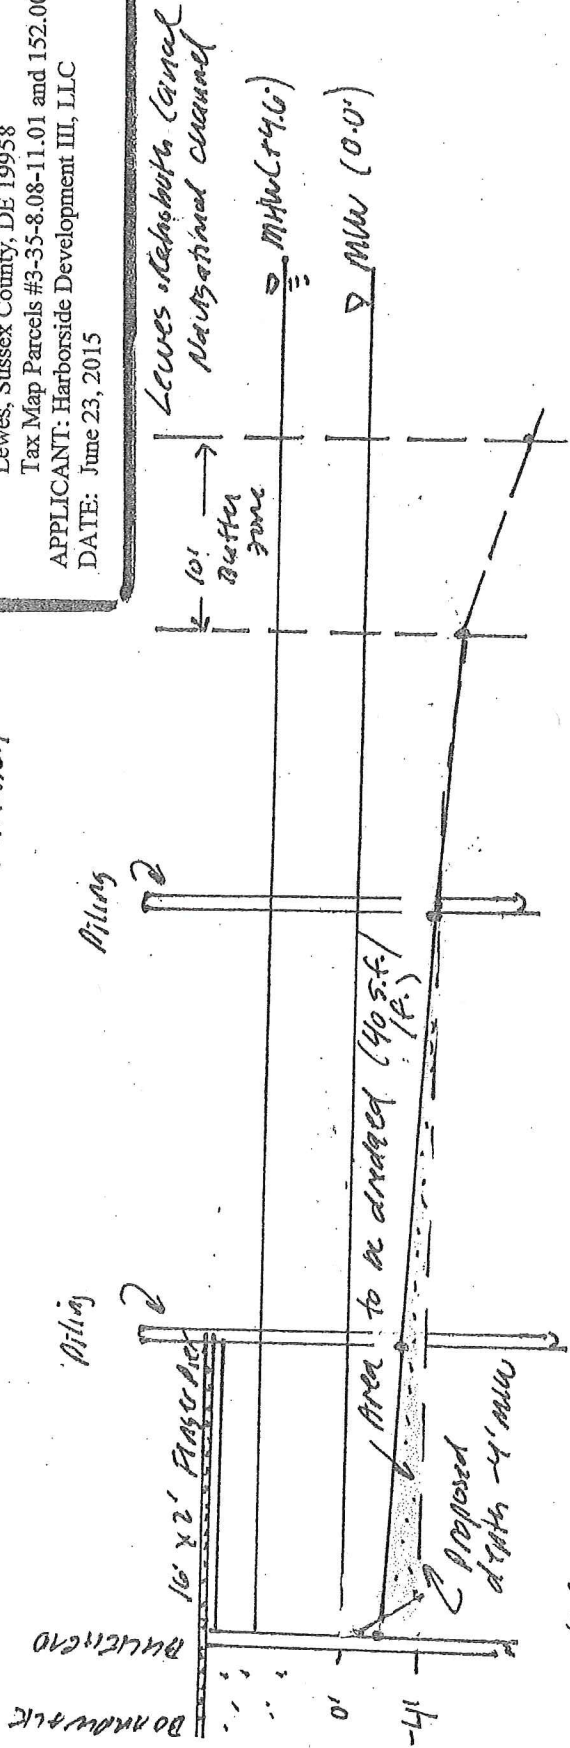 Lewes, Sussex County, DE 19958
Tax Map Parcels #3-35-8.08-11.01 and 152.00
APPLICANT: Harborside Development III, LLC
DATE: June 23, 2015
Lewes Rehoboth Canal
Navigational channel
MHW (+4.6')
MLW (0.0')
10'
Buffer
zone
Piling
Piling
16' x 2' Finger Pier
BULKHEAD
BOARDWALK
Area to be dredged (40 s.f./
l.f.)
Proposed
depth -4' MLW
0'
-4'